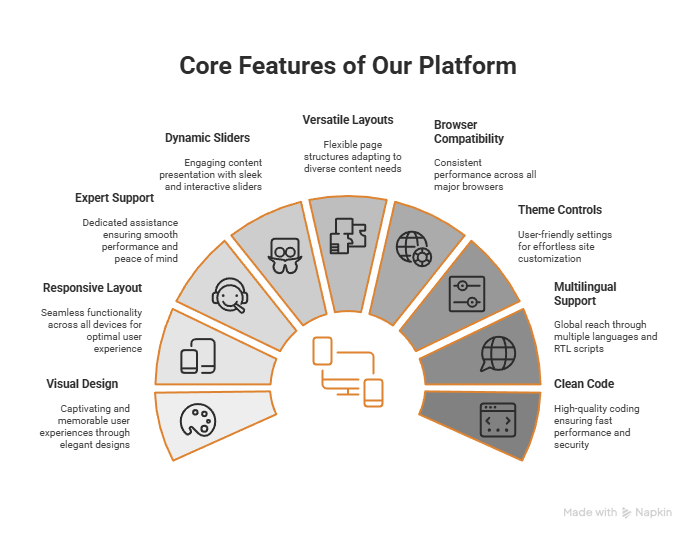 Core Features of Our Platform
Versatile Layouts
Flexible page
structures adapting to
diverse content needs
Dynamic Sliders
Engaging content
presentation with sleek
and interactive sliders
Browser
Compatibility
Consistent
performance across all
major browsers
Expert Support
Dedicated assistance
ensuring smooth
performance and
peace of mind
Theme Controls
User-friendly settings
for effortless site
customization
Responsive Layout
Seamless functionality
across all devices for
optimal user
experience
Multilingual
Support
Global reach through
multiple languages and
RTL scripts
Visual Design
Captivating and
memorable user
experiences through
elegant designs
Clean Code
High-quality coding
ensuring fast
performance and
security
Made with Napkin